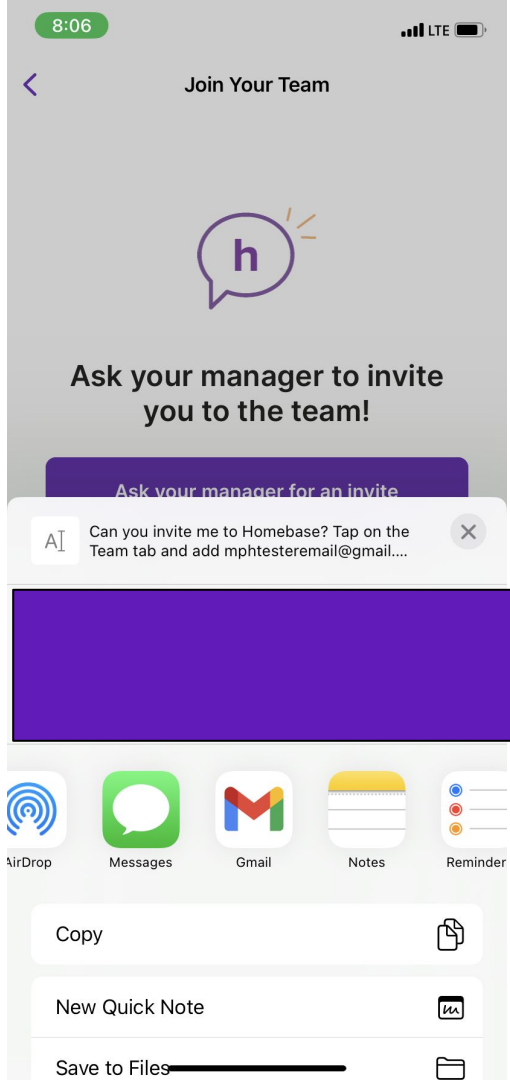 8:06
LTE
Join Your Team
h
Ask your manager to invite
you to the team!
Ask your manager for an invite
A
Can you invite me to Homebase? Tap on the
Team tab and add mphtesteremail@gmail....
AirDrop
Messages
Gmail
Notes
Reminder
Copy
New Quick Note
Save to Files